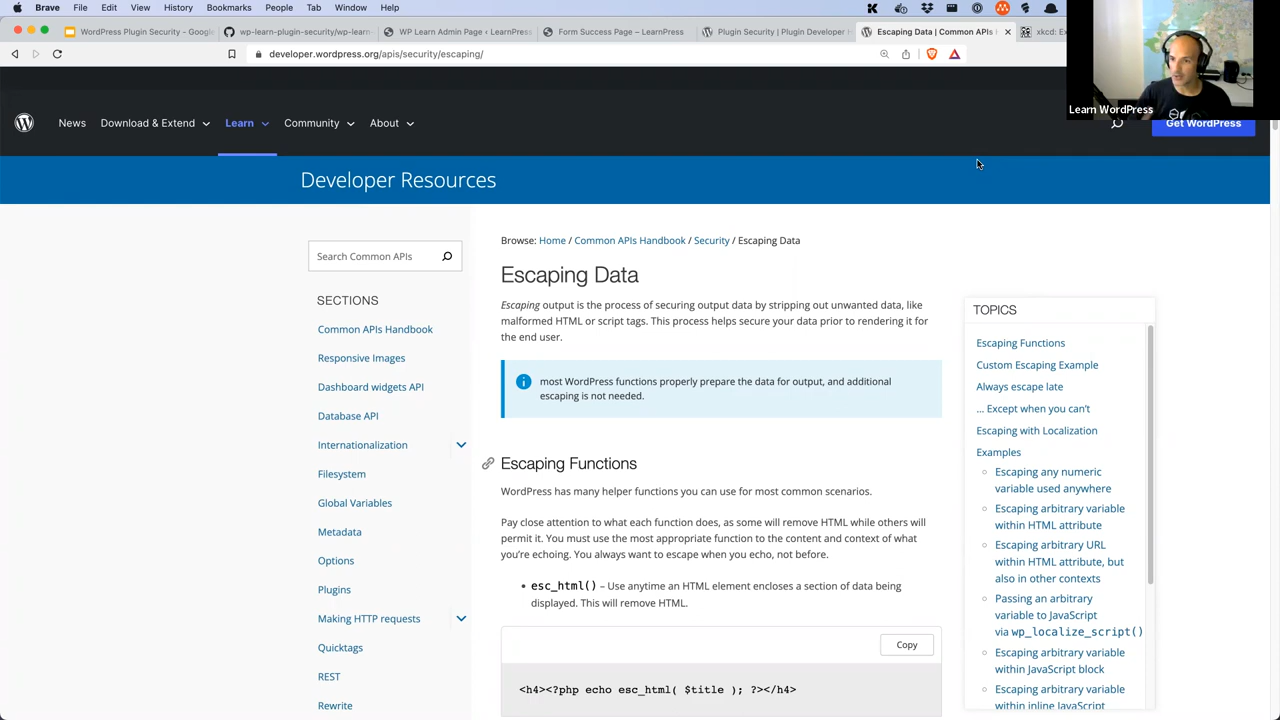 Brave File Edit View History Bookmarks People Tab Window Help
WordPress Plugin Security - Goog
wp-learn-plugin-security/wp-lear
WP Learn Admin Page ‹ LearnPres
Form Success Page – LearnPress
Plugin Security | Plugin Developer
Escaping Data | Common APIs
xkcd: Ex
developer.wordpress.org/apis/security/escaping/
Learn WordPress
News Download & Extend Learn Community About
Get WordPress
Developer Resources
Search Common APIs
SECTIONS
Common APIs Handbook
Responsive Images
Dashboard widgets API
Database API
Internationalization
Filesystem
Global Variables
Metadata
Options
Plugins
Making HTTP requests
Quicktags
REST
Rewrite
Browse: Home / Common APIs Handbook / Security / Escaping Data
Escaping Data
Escaping output is the process of securing output data by stripping out unwanted data, like
malformed HTML or script tags. This process helps secure your data prior to rendering it for
the end user.
most WordPress functions properly prepare the data for output, and additional
escaping is not needed.
Escaping Functions
WordPress has many helper functions you can use for most common scenarios.
Pay close attention to what each function does, as some will remove HTML while others will
permit it. You must use the most appropriate function to the content and context of what
you're echoing. You always want to escape when you echo, not before.
• esc_html() – Use anytime an HTML element encloses a section of data being
displayed. This will remove HTML.
Copy
<h4><?php echo esc_html( $title ); ?></h4>
TOPICS
Escaping Functions
Custom Escaping Example
Always escape late
… Except when you can't
Escaping with Localization
Examples
Escaping any numeric
variable used anywhere
Escaping arbitrary variable
within HTML attribute
Escaping arbitrary URL
within HTML attribute, but
also in other contexts
Passing an arbitrary
variable to JavaScript
via wp_localize_script()
Escaping arbitrary variable
within JavaScript block
Escaping arbitrary variable
within inline JavaScript